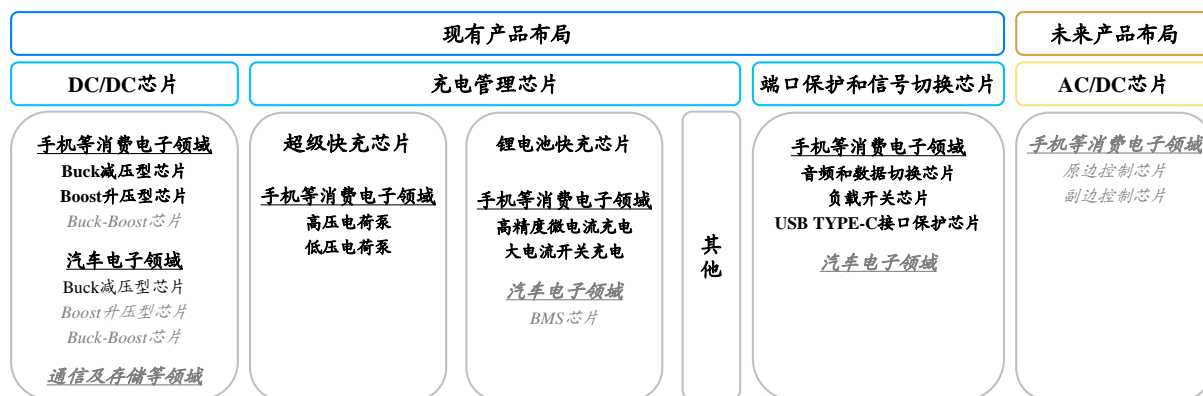 现有产品布局
未来产品布局
DC/DC芯片
充电管理芯片
端口保护和信号切换芯片
AC/DC芯片
手机等消费电子领域
Buck减压型芯片
Boost升压型芯片
Buck-Boost芯片
汽车电子领域
Buck减压型芯片
Boost升压型芯片
Buck-Boost芯片
通信及存储等领域
超级快充芯片
手机等消费电子领域
高压电荷泵
低压电荷泵
锂电池快充芯片
手机等消费电子领域
高精度微电流充电
大电流开关充电
汽车电子领域
BMS芯片
其
他
手机等消费电子领域
音频和数据切换芯片
负载开关芯片
USB TYPE-C接口保护芯片
汽车电子领域
手机等消费电子领域
原边控制芯片
副边控制芯片